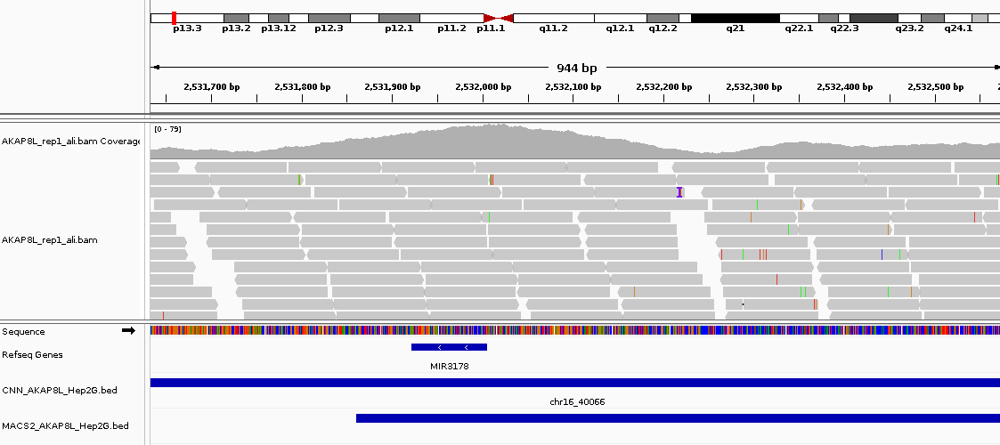 p13.3 p13.2 p13.12 p12.3 p12.1 p11.2 p11.1 q11.2 q12.1 q12.2 q21 q22.1 q22.3 q23.2 q24.1
944 bp
2,531,700 bp 2,531,800 bp 2,531,900 bp 2,532,000 bp 2,532,100 bp 2,532,200 bp 2,532,300 bp 2,532,400 bp 2,532,500 bp 2
[0 - 79]
AKAP8L_rep1_ali.bam Coverage
AKAP8L_rep1_ali.bam
Sequence
Refseq Genes
MIR3178
CNN_AKAP8L_Hep2G.bed
chr16_40066
MACS2_AKAP8L_Hep2G.bed